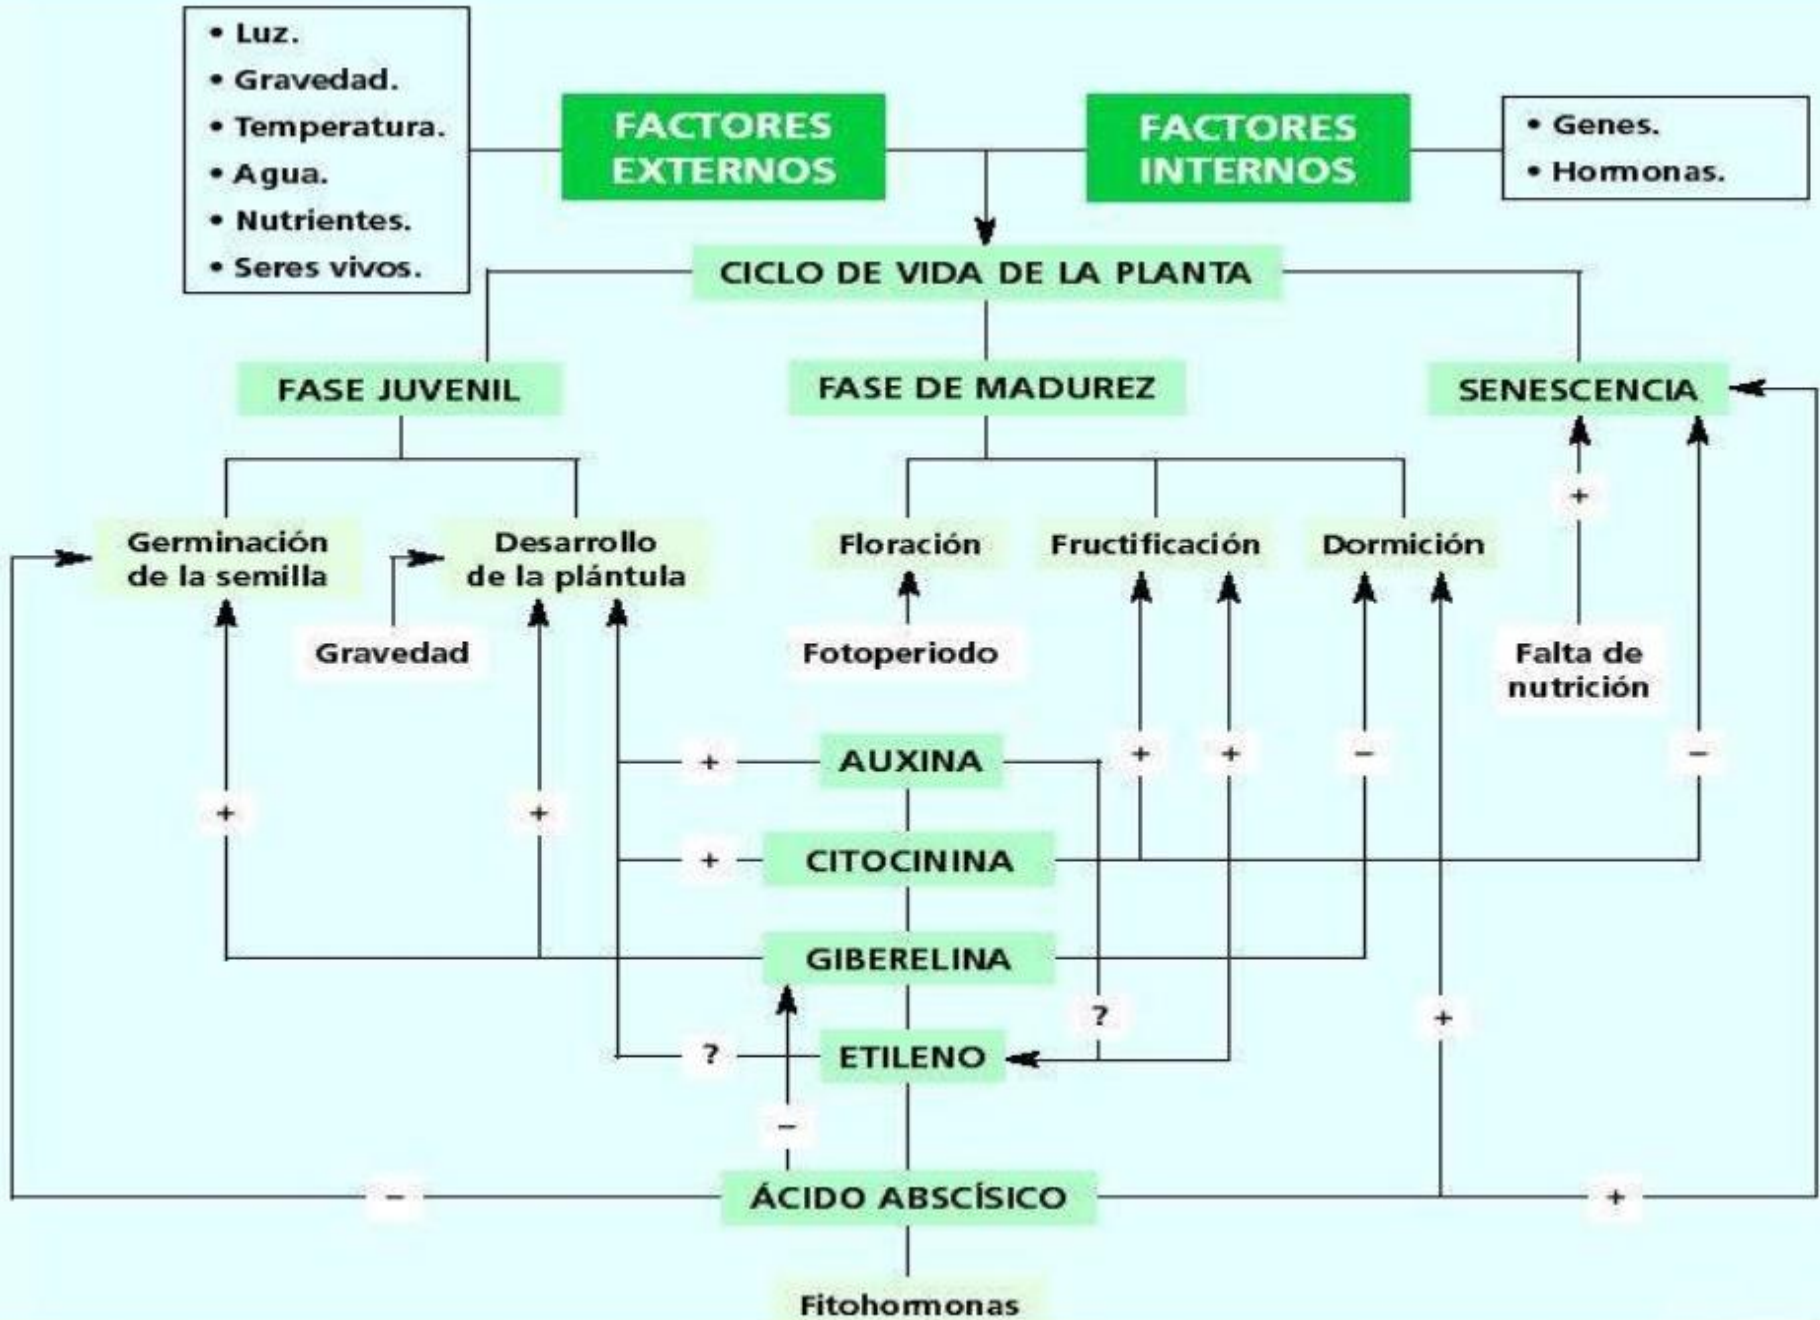 • Luz.
• Gravedad.
• Temperatura.
• Agua.
• Nutrientes.
• Seres vivos.
FACTORES
EXTERNOS
FACTORES
INTERNOS
• Genes.
• Hormonas.
CICLO DE VIDA DE LA PLANTA
FASE JUVENIL
FASE DE MADUREZ
SENESCENCIA
+
Germinación
de la semilla
Desarrollo
de la plántula
Floración
Fructificación
Dormición
Gravedad
Fotoperiodo
Falta de
nutrición
+
AUXINA
+
+
−
−
+
+
+
CITOCININA
GIBERELINA
?
+
?
ETILENO
−
−
ÁCIDO ABSCÍSICO
+
Fitohormonas